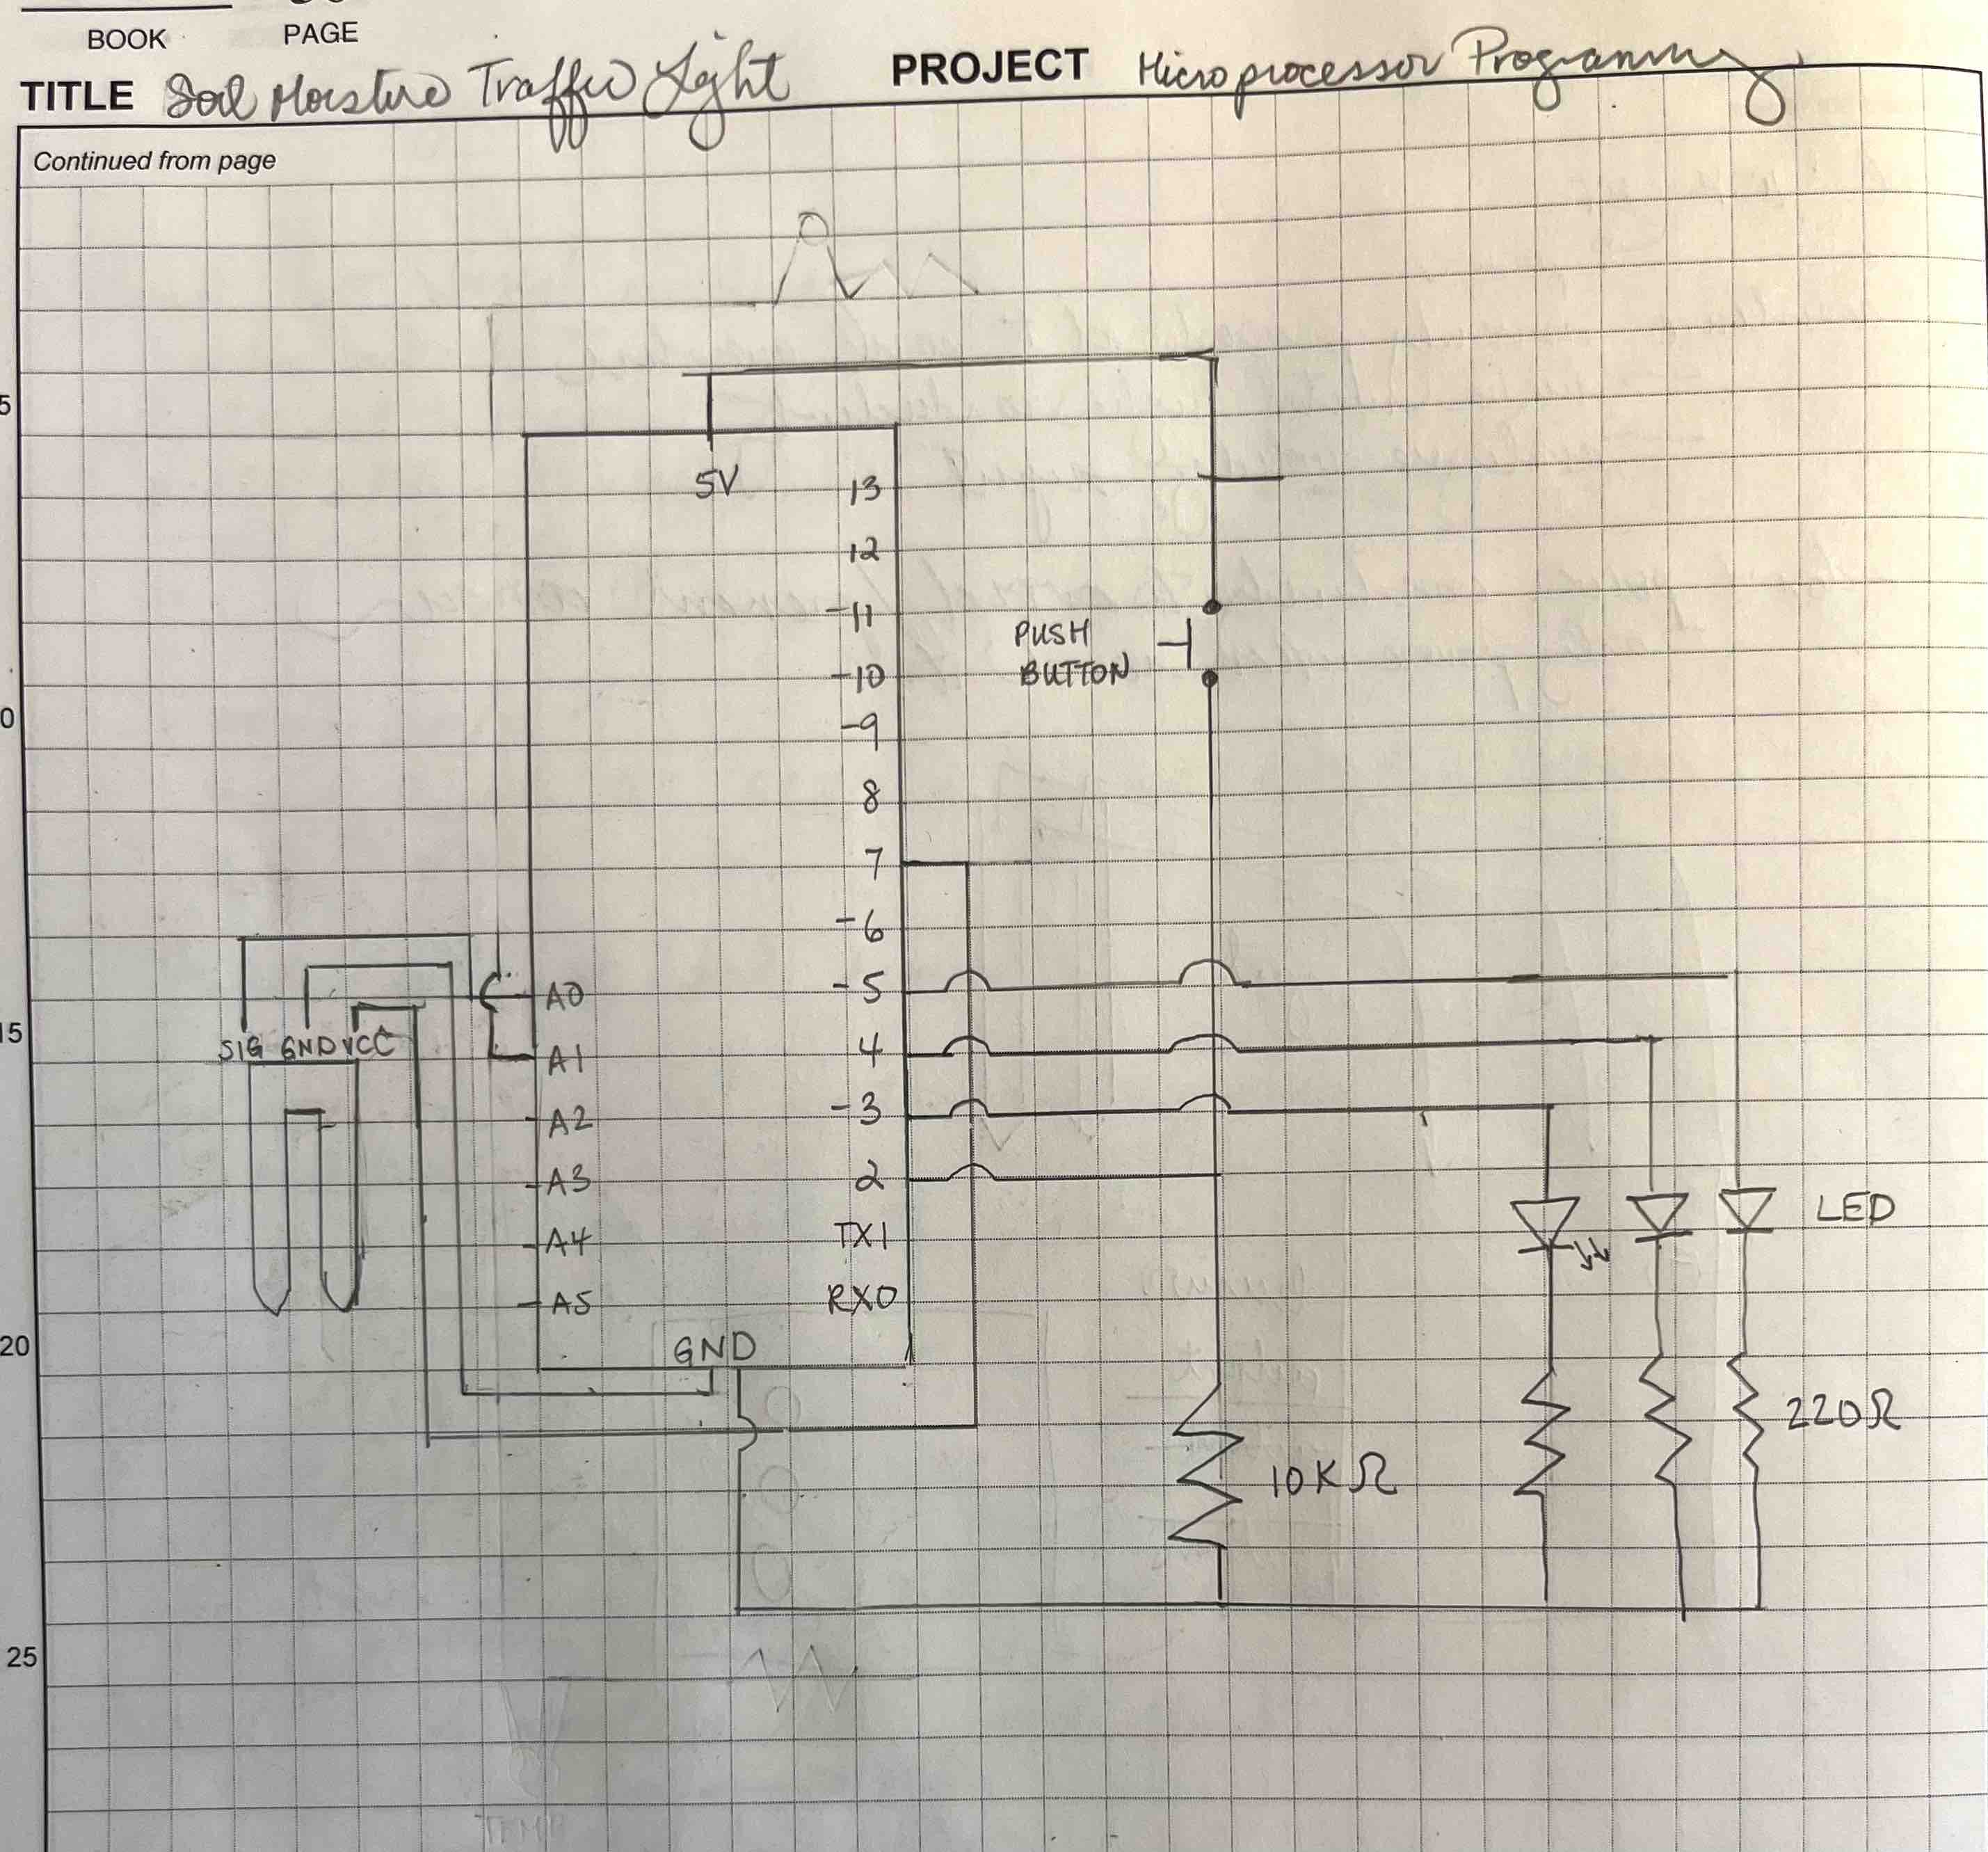 BOOK PAGE
TITLE Soil Moisture Traffic Light PROJECT Microprocessor Programming
Continued from page
5
5V
13
12
-11
PUSH
BUTTON
-10
0
-9
8
7
-6
-5
A0
15
SIG GND VCC
4
A1
-3
A2
2
A3
LED
TX1
A4
RX0
A5
20
GND
220Ω
10KΩ
25